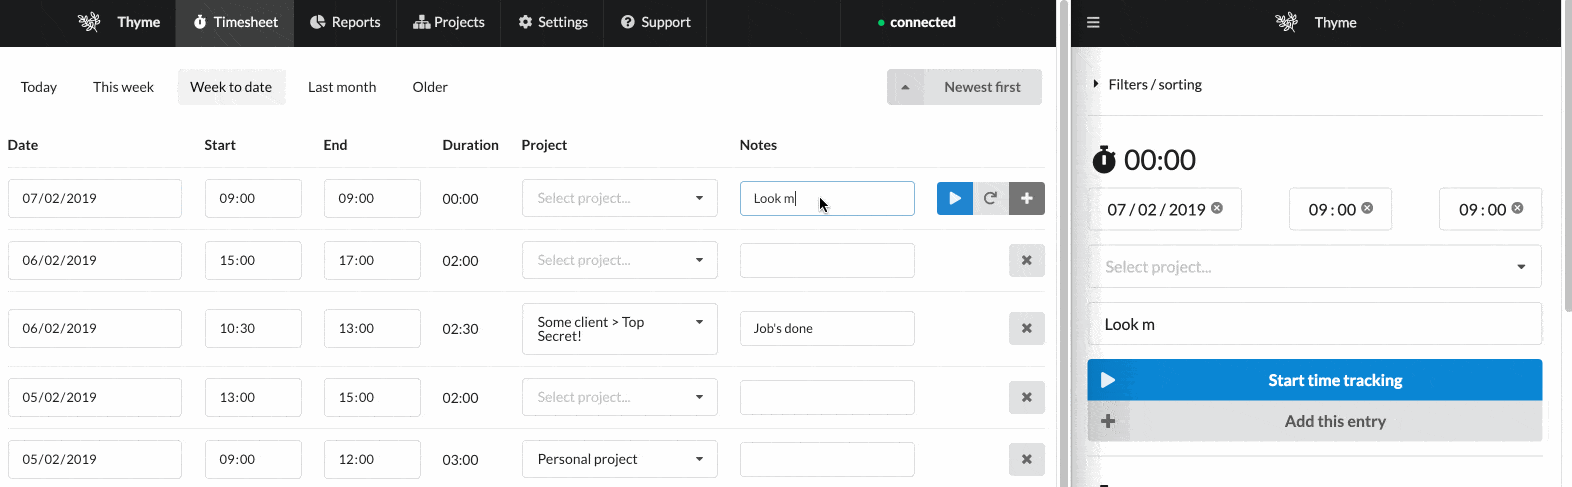 Thyme Timesheet Reports Projects Settings Support connected
Today This week Week to date Last month Older Newest first
Date Start End Duration Project Notes
07/02/2019 09:00 09:00 00:00 Select project... Look m
06/02/2019 15:00 17:00 02:00 Select project...
06/02/2019 10:30 13:00 02:30 Some client > Top Secret! Job's done
05/02/2019 13:00 15:00 02:00 Select project...
05/02/2019 09:00 12:00 03:00 Personal project
Thyme
Filters / sorting
00:00
07/02/2019 09:00 09:00
Select project...
Look m
Start time tracking
Add this entry